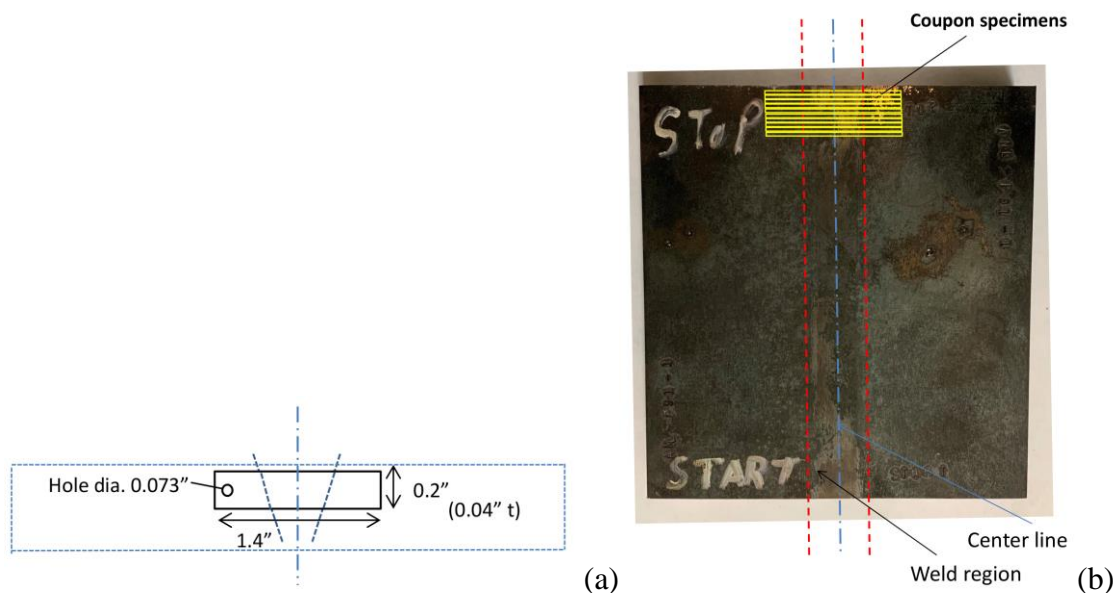 Coupon specimens
STOP
START
Hole dia. 0.073”
0.2”
(0.04” t)
1.4”
(a)
Center line
Weld region
(b)